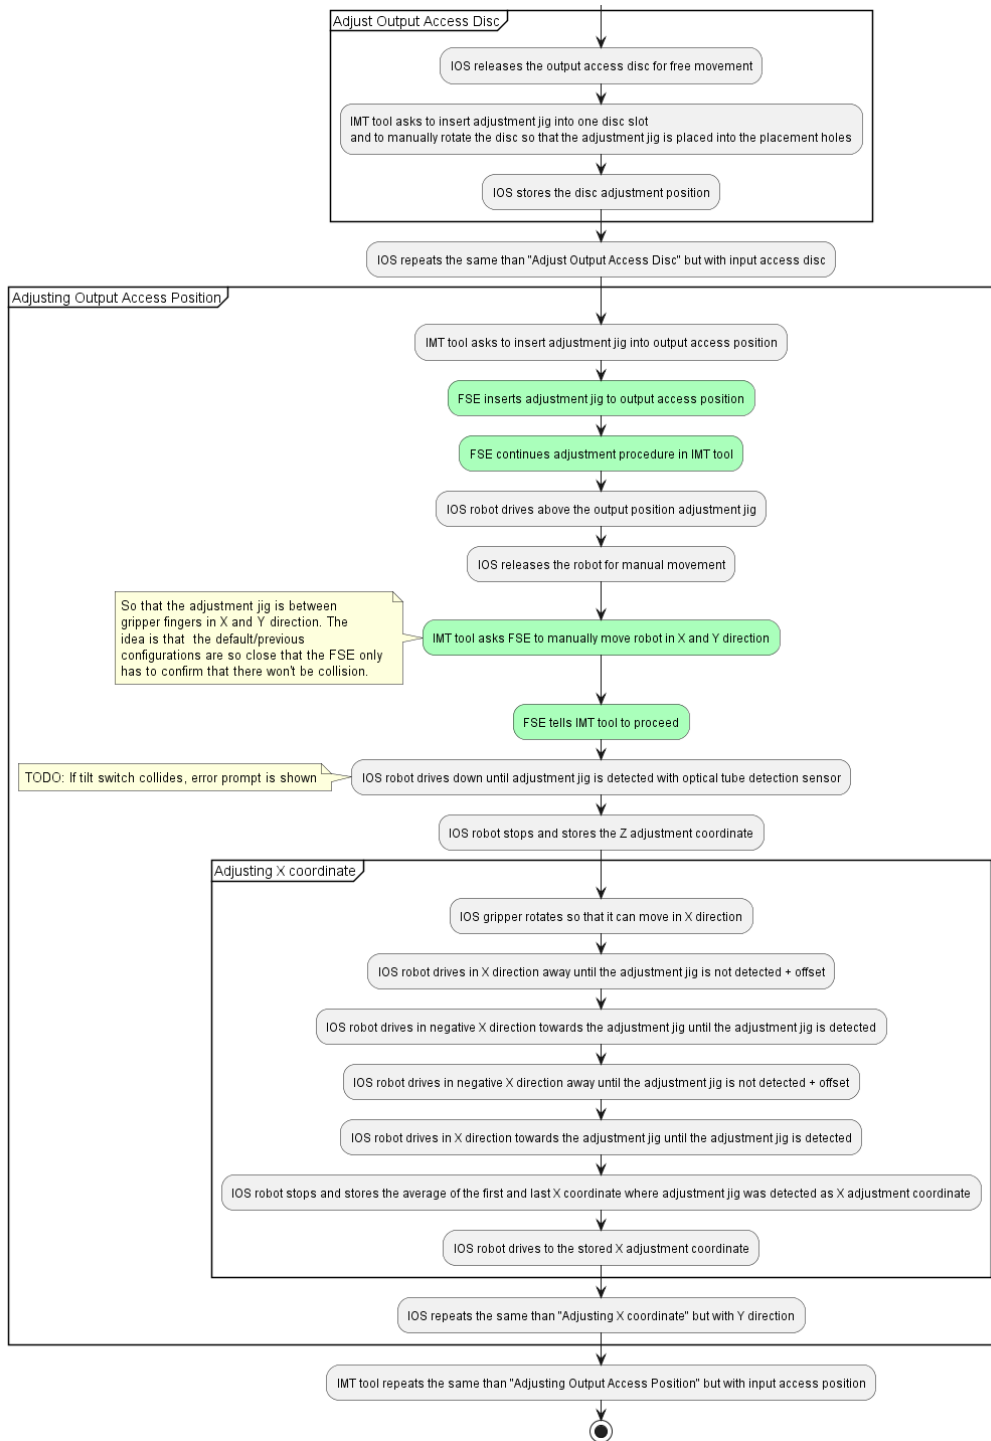 Adjust Output Access Disc
IOS releases the output access disc for free movement
IMT tool asks to insert adjustment jig into one disc slot
and to manually rotate the disc so that the adjustment jig is placed into the placement holes
IOS stores the disc adjustment position
IOS repeats the same than "Adjust Output Access Disc" but with input access disc
Adjusting Output Access Position
IMT tool asks to insert adjustment jig into output access position
FSE inserts adjustment jig to output access position
FSE continues adjustment procedure in IMT tool
IOS robot drives above the output position adjustment jig
IOS releases the robot for manual movement
So that the adjustment jig is between
gripper fingers in X and Y direction. The
idea is that  the default/previous
configurations are so close that the FSE only
has to confirm that there won't be collision.
IMT tool asks FSE to manually move robot in X and Y direction
FSE tells IMT tool to proceed
TODO: If tilt switch collides, error prompt is shown
IOS robot drives down until adjustment jig is detected with optical tube detection sensor
IOS robot stops and stores the Z adjustment coordinate
Adjusting X coordinate
IOS gripper rotates so that it can move in X direction
IOS robot drives in X direction away until the adjustment jig is not detected + offset
IOS robot drives in negative X direction towards the adjustment jig until the adjustment jig is detected
IOS robot drives in negative X direction away until the adjustment jig is not detected + offset
IOS robot drives in X direction towards the adjustment jig until the adjustment jig is detected
IOS robot stops and stores the average of the first and last X coordinate where adjustment jig was detected as X adjustment coordinate
IOS robot drives to the stored X adjustment coordinate
IOS repeats the same than "Adjusting X coordinate" but with Y direction
IMT tool repeats the same than "Adjusting Output Access Position" but with input access position